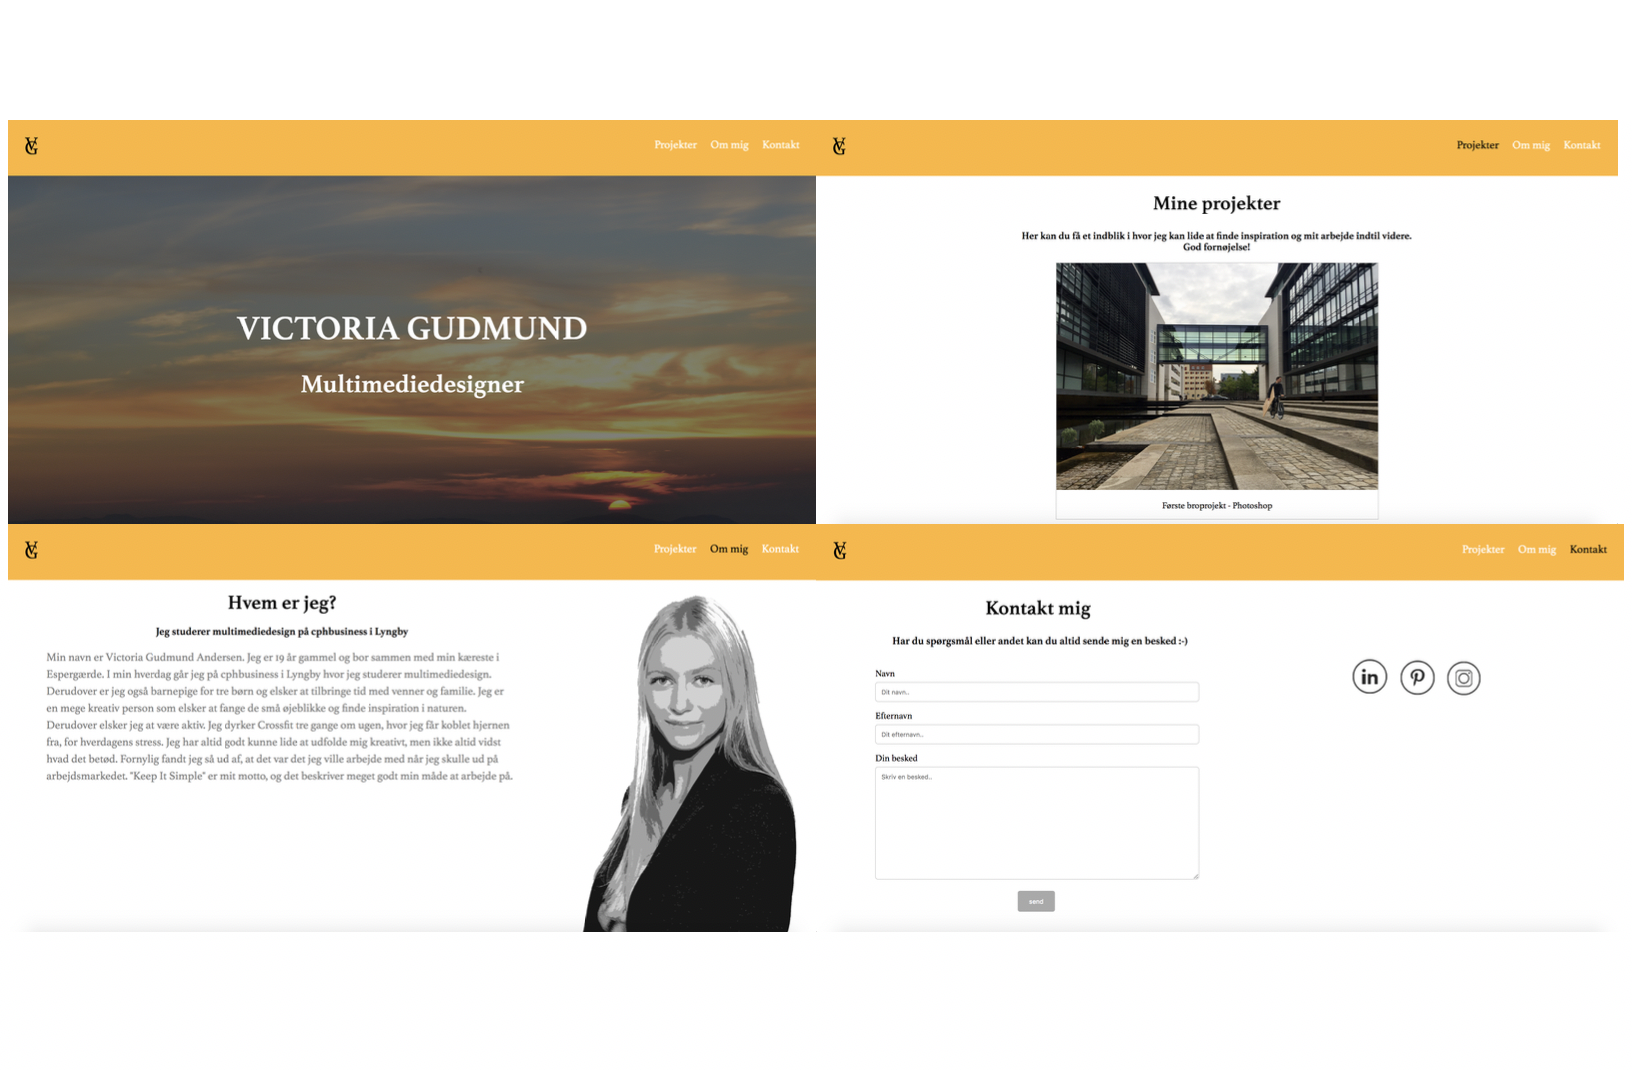 VG
Projekter Om mig Kontakt
VICTORIA GUDMUND
Multimediedesigner
VG
Projekter Om mig Kontakt
Mine projekter
Her kan du få et indblik i hvor jeg kan lide at finde inspiration og mit arbejde indtil videre.
God fornøjelse!
Første broprojekt - Photoshop
VG
Projekter Om mig Kontakt
Hvem er jeg?
Jeg studerer multimediedesign på cphbusiness i Lyngby
Min navn er Victoria Gudmund Andersen. Jeg er 19 år gammel og bor sammen med min kæreste i
Espergærde. I min hverdag går jeg på cphbusiness i Lyngby hvor jeg studerer multimediedesign.
Derudover er jeg også barnepige for tre børn og elsker at tilbringe tid med venner og familie. Jeg er
en mege kreativ person som elsker at fange de små øjeblikke og finde inspiration i naturen.
Derudover elsker jeg at være aktiv. Jeg dyrker Crossfit tre gange om ugen, hvor jeg får koblet hjernen
fra, for hverdagens stress. Jeg har altid godt kunne lide at udfolde mig kreativt, men ikke altid vidst
hvad det betød. Fornylig fandt jeg så ud af, at det var det jeg ville arbejde med når jeg skulle ud på
arbejdsmarkedet. "Keep It Simple" er mit motto, og det beskriver meget godt min måde at arbejde på.
VG
Projekter Om mig Kontakt
Kontakt mig
Har du spørgsmål eller andet kan du altid sende mig en besked :-)
Navn
Dit navn..
Efternavn
Dit efternavn..
Din besked
Skriv en besked..
send
in